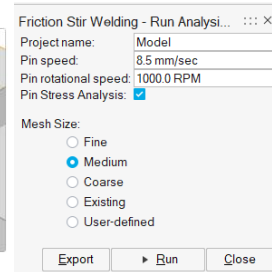 Friction Stir Welding - Run Analysi...
Project name: Model
Pin speed: 8.5 mm/sec
Pin rotational speed: 1000.0 RPM
Pin Stress Analysis:
Mesh Size:
Fine
Medium
Coarse
Existing
User-defined
Export Run Close